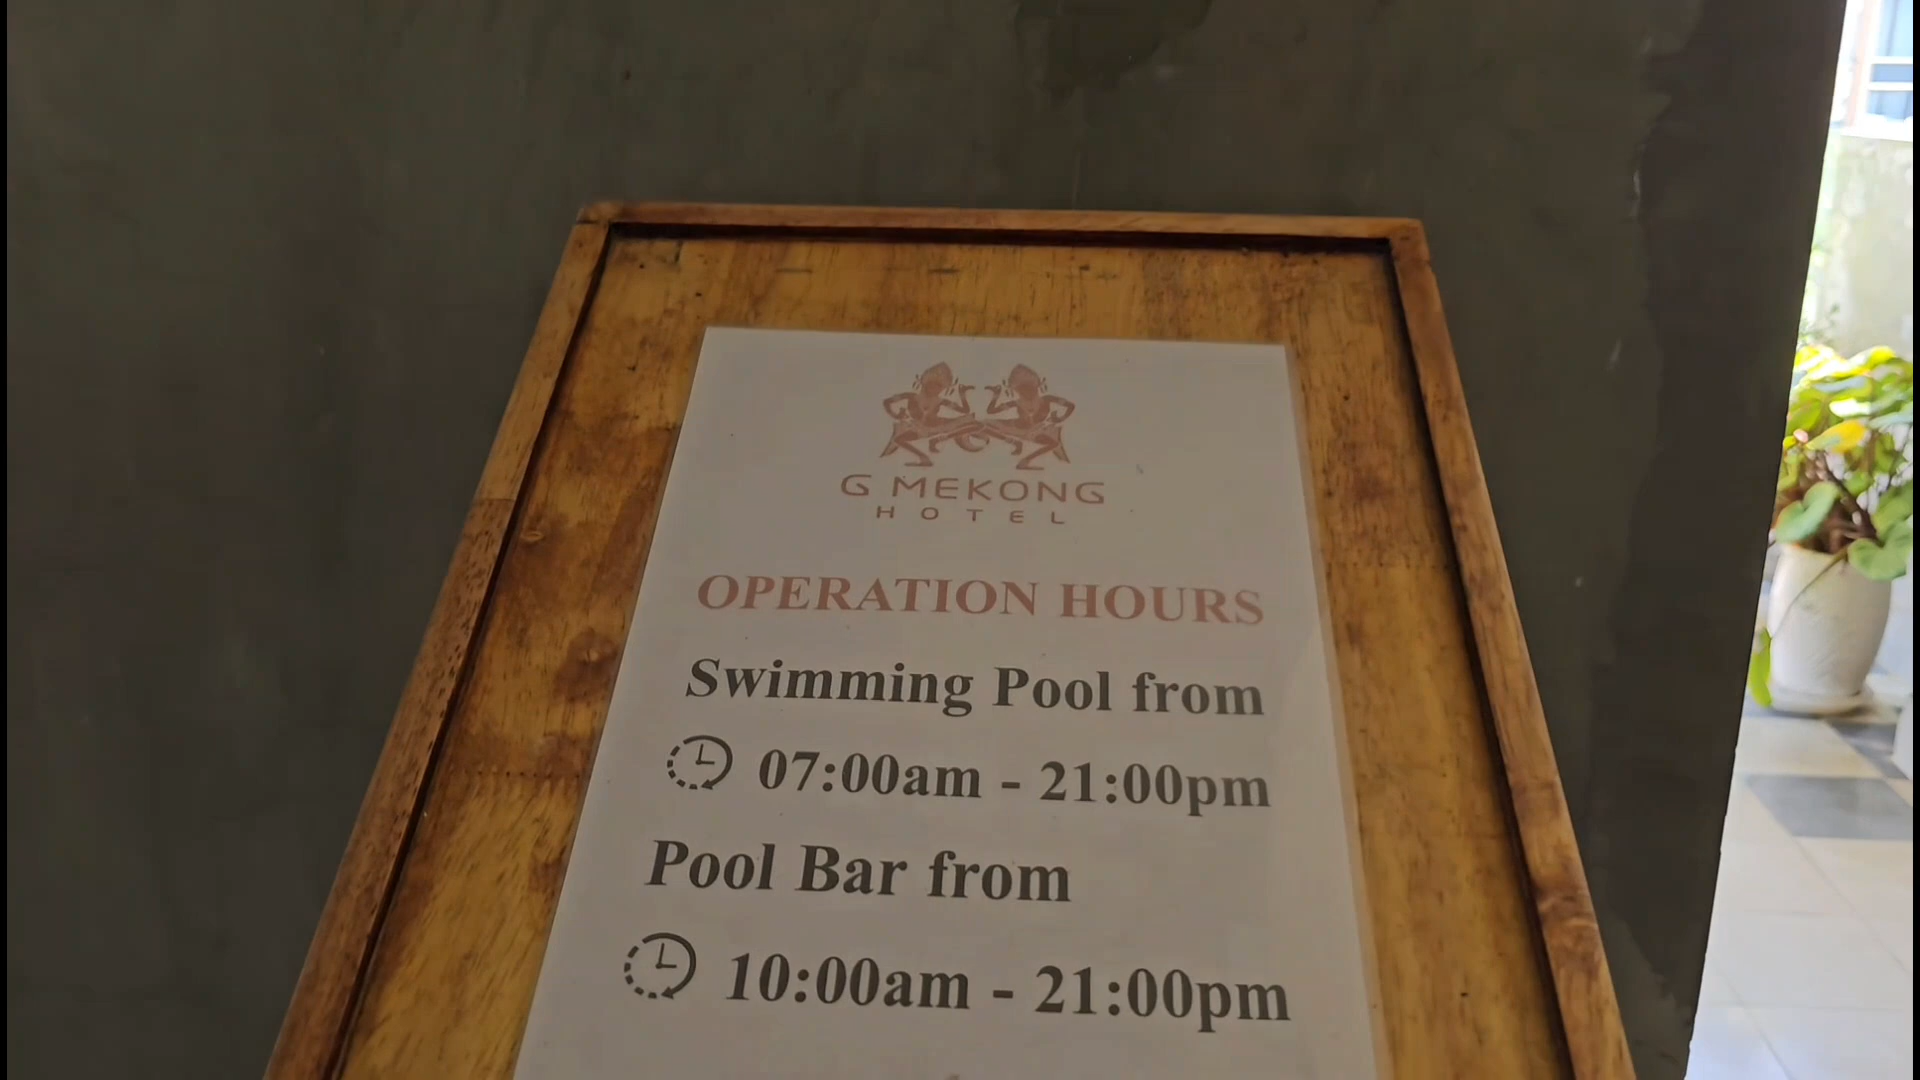 G MEKONG
HOTEL
OPERATION HOURS
Swimming Pool from
07:00am - 21:00pm
Pool Bar from
10:00am - 21:00pm